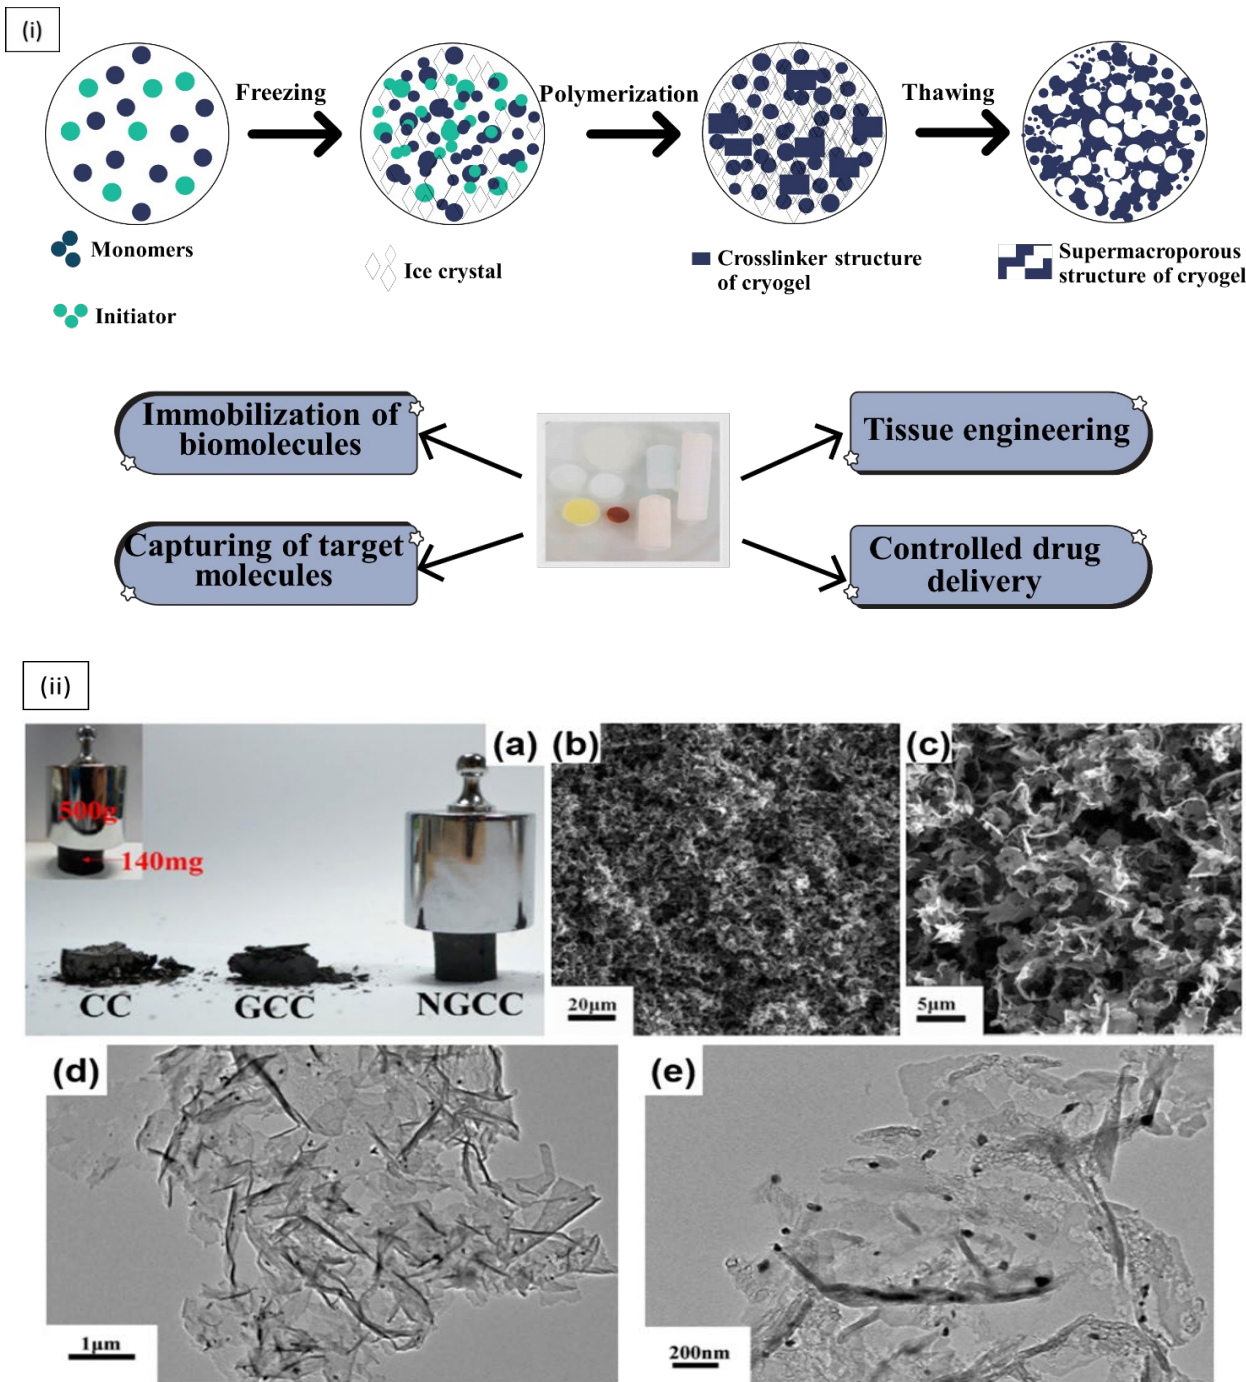 (i)
Freezing
Polymerization
Thawing
Monomers
Initiator
Ice crystal
Crosslinker structure
of cryogel
Supermacroporous
structure of cryogel
Immobilization of
biomolecules
Tissue engineering
Capturing of target
molecules
Controlled drug
delivery
(ii)
(a)
500g
140mg
CC
GCC
NGCC
(b)
20μm
(c)
5μm
(d)
1μm
(e)
200nm